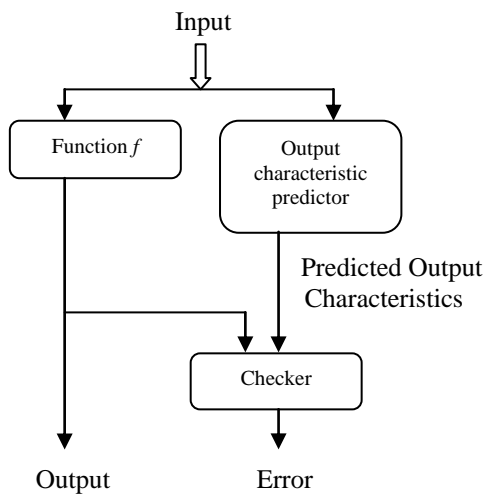 Input
Function f
Output
characteristic
predictor
Predicted Output
Characteristics
Checker
Output
Error